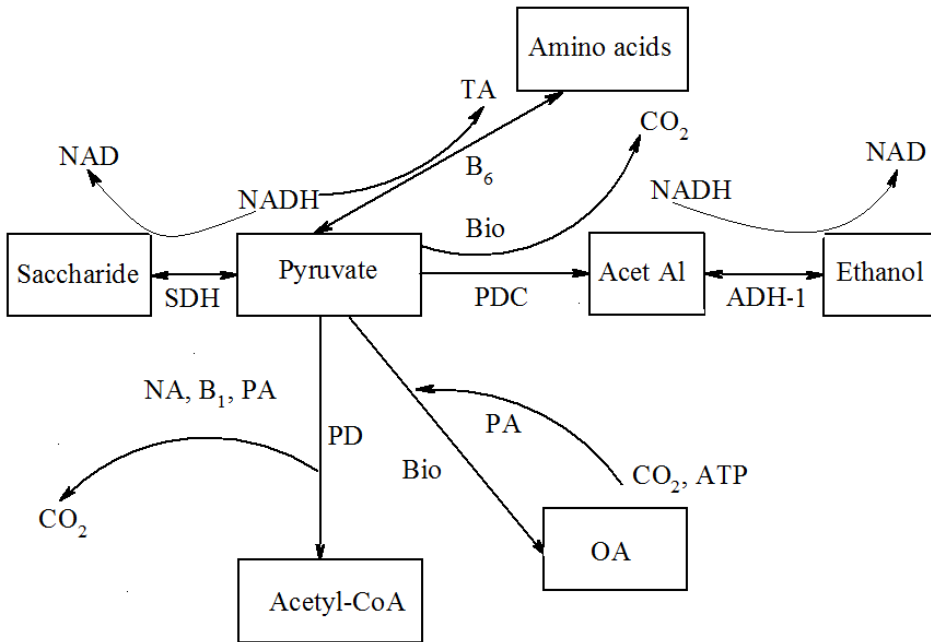 Amino acids
TA
CO2
NAD
B6
NADH
NADH
NAD
Bio
Saccharide
SDH
Pyruvate
PDC
Acet Al
ADH-1
Ethanol
NA, B1, PA
PD
PA
Bio
CO2, ATP
CO2
OA
Acetyl-CoA